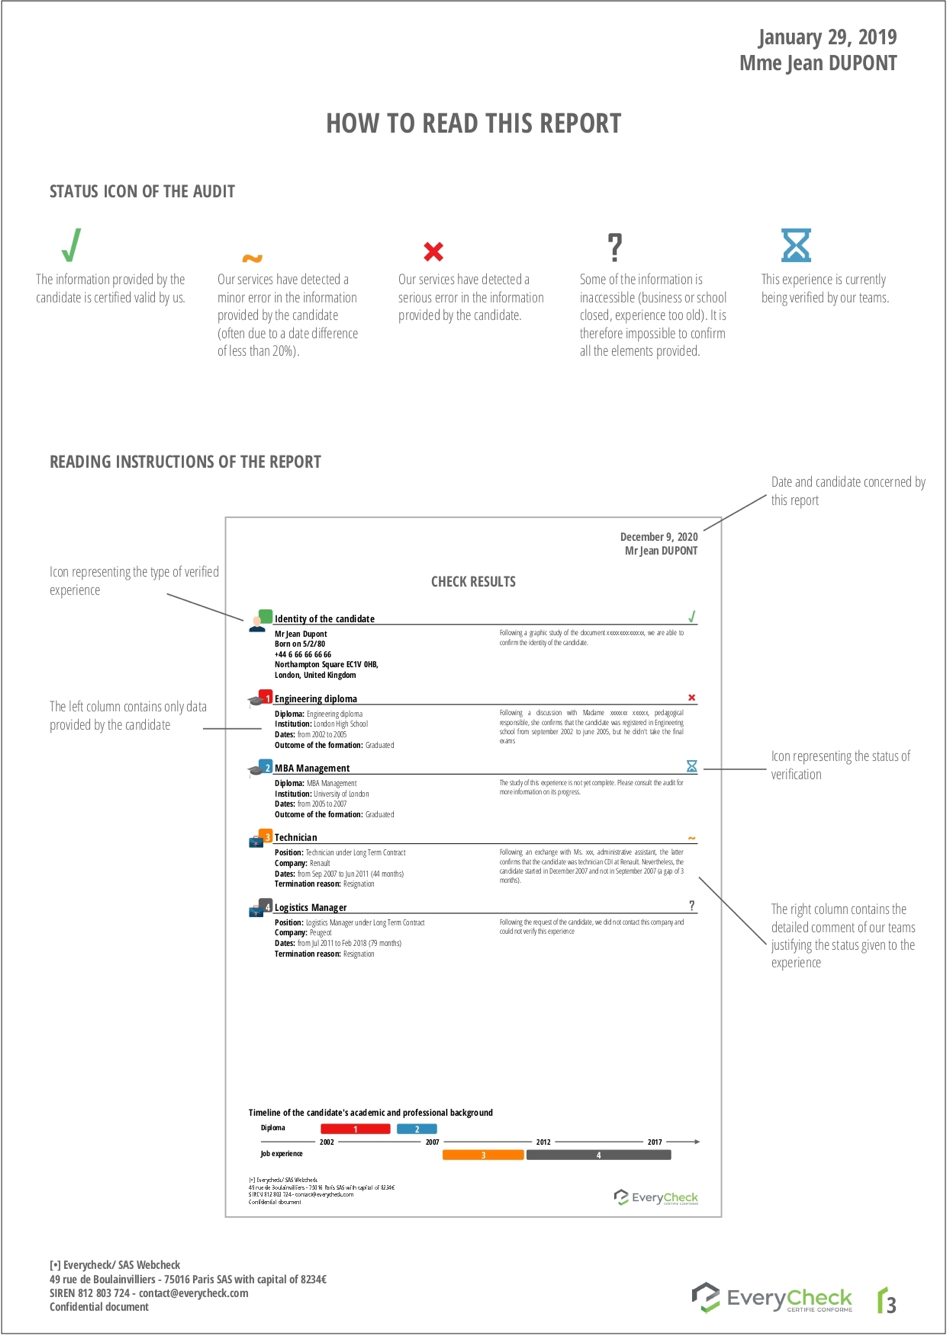 January 29, 2019
Mme Jean DUPONT
HOW TO READ THIS REPORT
STATUS ICON OF THE AUDIT
√
~
✖
?
The information provided by the
candidate is certified valid by us.
Our services have detected a
minor error in the information
provided by the candidate
(often due to a date difference
of less than 20%).
Our services have detected a
serious error in the information
provided by the candidate.
Some of the information is
inaccessible (business or school
closed, experience too old). It is
therefore impossible to confirm
all the elements provided.
This experience is currently
being verified by our teams.
READING INSTRUCTIONS OF THE REPORT
Date and candidate concerned by
this report
December 9, 2020
Mr Jean DUPONT
Icon representing the type of verified
experience
CHECK RESULTS
Identity of the candidate
√
Mr Jean Dupont
Born on 5/2/80
+44 6 66 66 66 66
Northampton Square EC1V 0HB,
London, United Kingdom
Following a graphic study of the document xxxxxxxxxxxxx, we are able to
confirm the identity of the candidate.
The left column contains only data
provided by the candidate
1 Engineering diploma
✖
Diploma: Engineering diploma
Institution: London High School
Dates: from 2002 to 2005
Outcome of the formation: Graduated
Following a discussion with Madame xxxxxx xxxxx, pedagogical
responsible, she confirms that the candidate was registered in Engineering
school from september 2002 to june 2005, but he didn't take the final
exams
Icon representing the status of
verification
2 MBA Management
Diploma: MBA Management
Institution: University of London
Dates: from 2005 to 2007
Outcome of the formation: Graduated
The study of this experience is not yet complete. Please consult the audit for
more information on its progress.
3 Technician
~
Position: Technician under Long Term Contract
Company: Renault
Dates: from Sep 2007 to Jun 2011 (44 months)
Termination reason: Resignation
Following an exchange with Ms. xxx, administrative assistant, the latter
confirms that the candidate was technician CDI at Renault. Nevertheless, the
candidate started in December 2007 and not in September 2007 (a gap of 3
months).
The right column contains the
detailed comment of our teams
justifying the status given to the
experience
4 Logistics Manager
?
Position: Logistics Manager under Long Term Contract
Company: Peugeot
Dates: from Jul 2011 to Feb 2018 (79 months)
Termination reason: Resignation
Following the request of the candidate, we did not contact this company and
could not verify this experience
Timeline of the candidate's academic and professional background
Diploma
1 2
2002 2007 2012 2017
Job experience
3 4
[•] Everycheck/ SAS Webcheck
49 rue de Boulainvilliers - 75016 Paris SAS with capital of 8234€
SIREN 812 803 724 - contact@everycheck.com
Confidential document
EveryCheck
CERTIFIE CONFORME
[•] Everycheck/ SAS Webcheck
49 rue de Boulainvilliers - 75016 Paris SAS with capital of 8234€
SIREN 812 803 724 - contact@everycheck.com
Confidential document
EveryCheck
CERTIFIE CONFORME
3